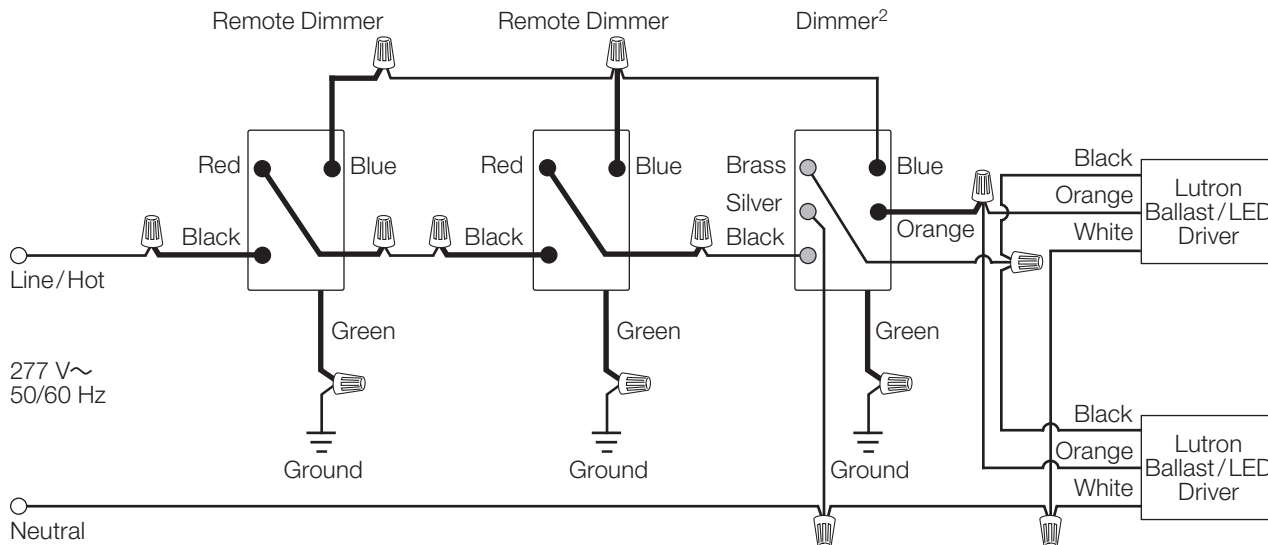 Remote Dimmer
Remote Dimmer
Dimmer²
Red
Blue
Red
Blue
Brass
Blue
Silver
Orange
Black
Black
Black
Line/Hot
Green
Green
Green
277 V~
50/60 Hz
Ground
Ground
Ground
Neutral
Black
Orange
White
Lutron
Ballast/LED
Driver
Black
Orange
White
Lutron
Ballast/LED
Driver